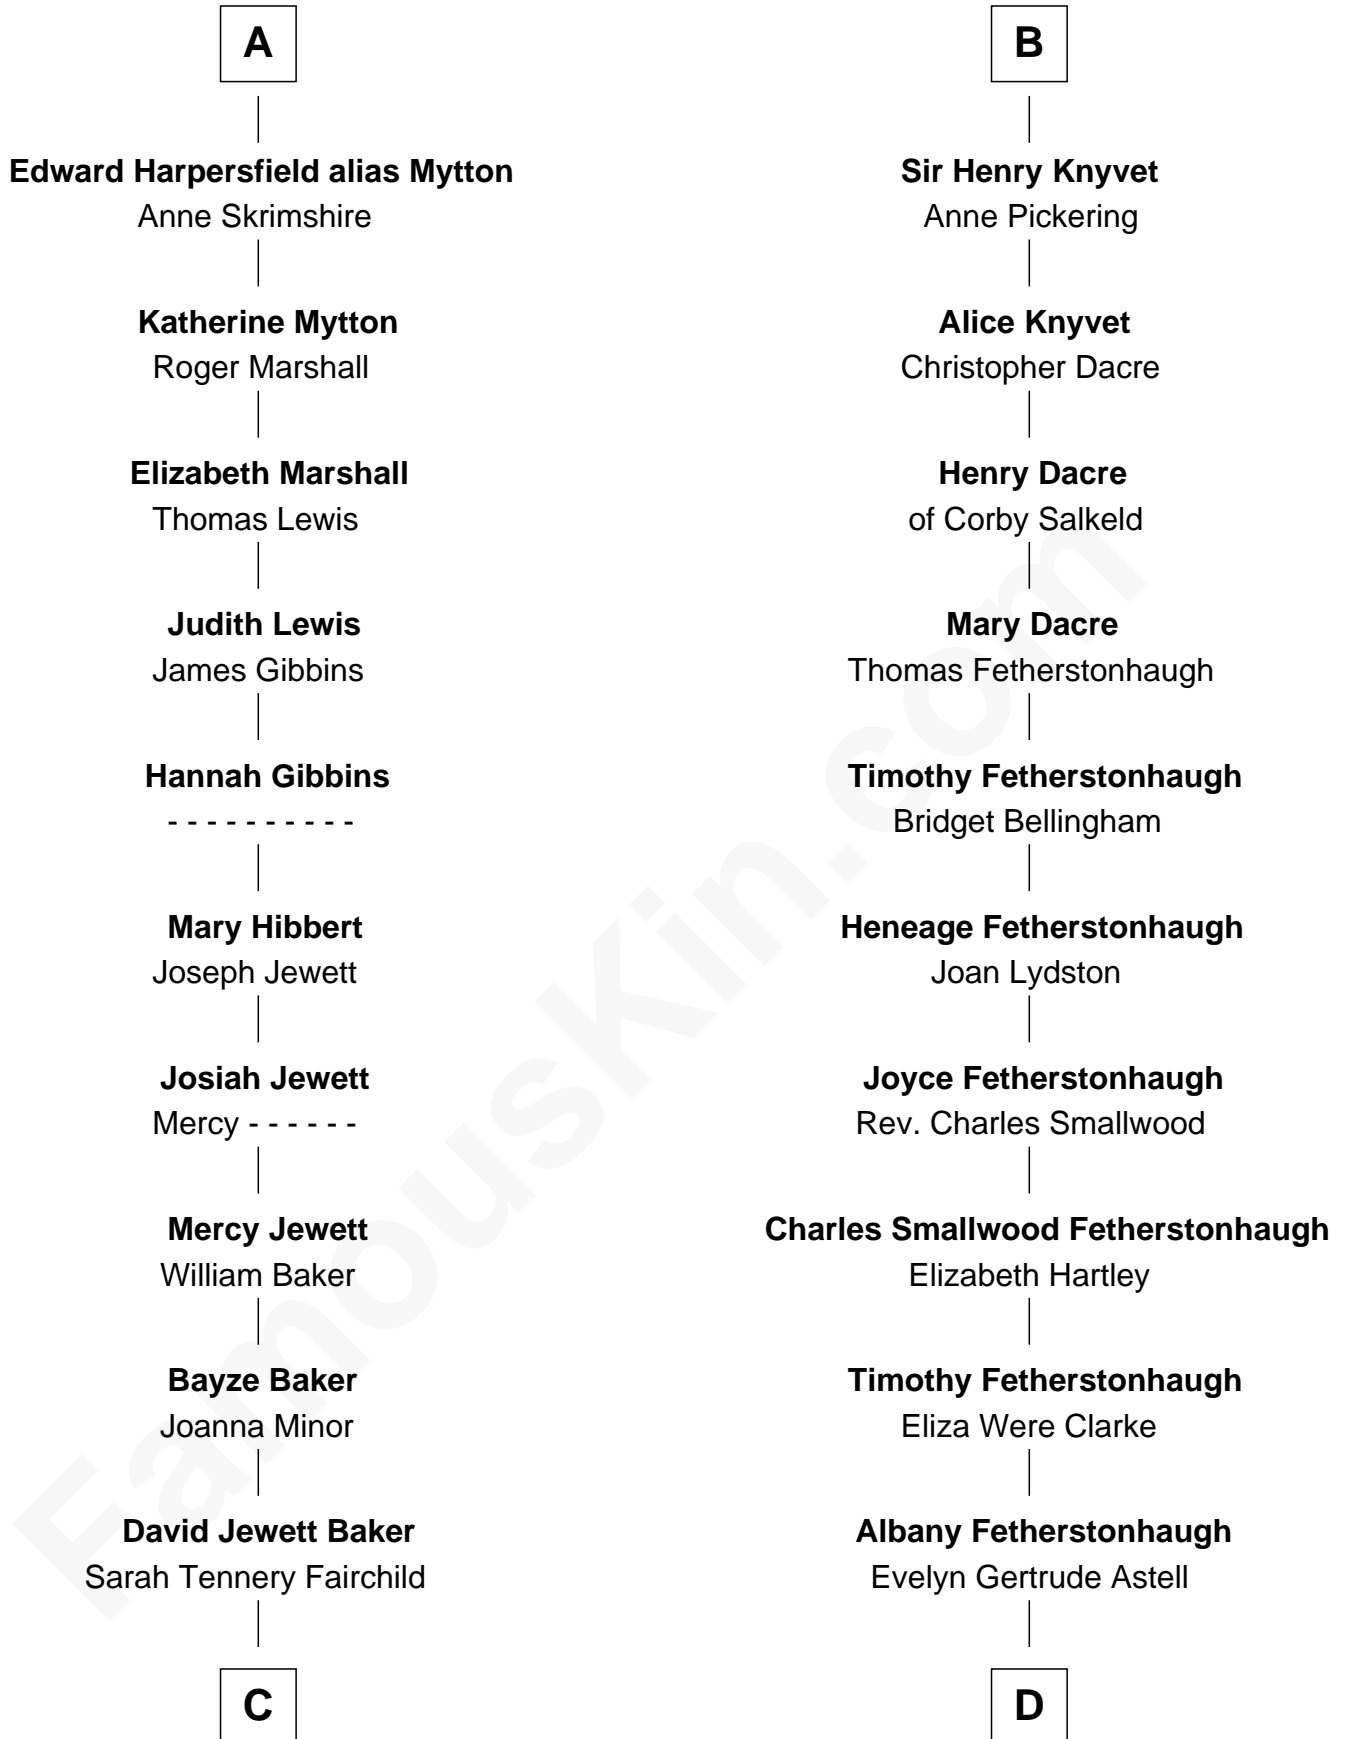 A
Edward Harpersfield alias Mytton
Anne Skrimshire
Katherine Mytton
Roger Marshall
Elizabeth Marshall
Thomas Lewis
Judith Lewis
James Gibbins
Hannah Gibbins
- - - - - - - - - -
Mary Hibbert
Joseph Jewett
Josiah Jewett
Mercy - - - - - -
Mercy Jewett
William Baker
Bayze Baker
Joanna Minor
David Jewett Baker
Sarah Tennery Fairchild
C
B
Sir Henry Knyvet
Anne Pickering
Alice Knyvet
Christopher Dacre
Henry Dacre
of Corby Salkeld
Mary Dacre
Thomas Fetherstonhaugh
Timothy Fetherstonhaugh
Bridget Bellingham
Heneage Fetherstonhaugh
Joan Lydston
Joyce Fetherstonhaugh
Rev. Charles Smallwood
Charles Smallwood Fetherstonhaugh
Elizabeth Hartley
Timothy Fetherstonhaugh
Eliza Were Clarke
Albany Fetherstonhaugh
Evelyn Gertrude Astell
D
FamousKin.com